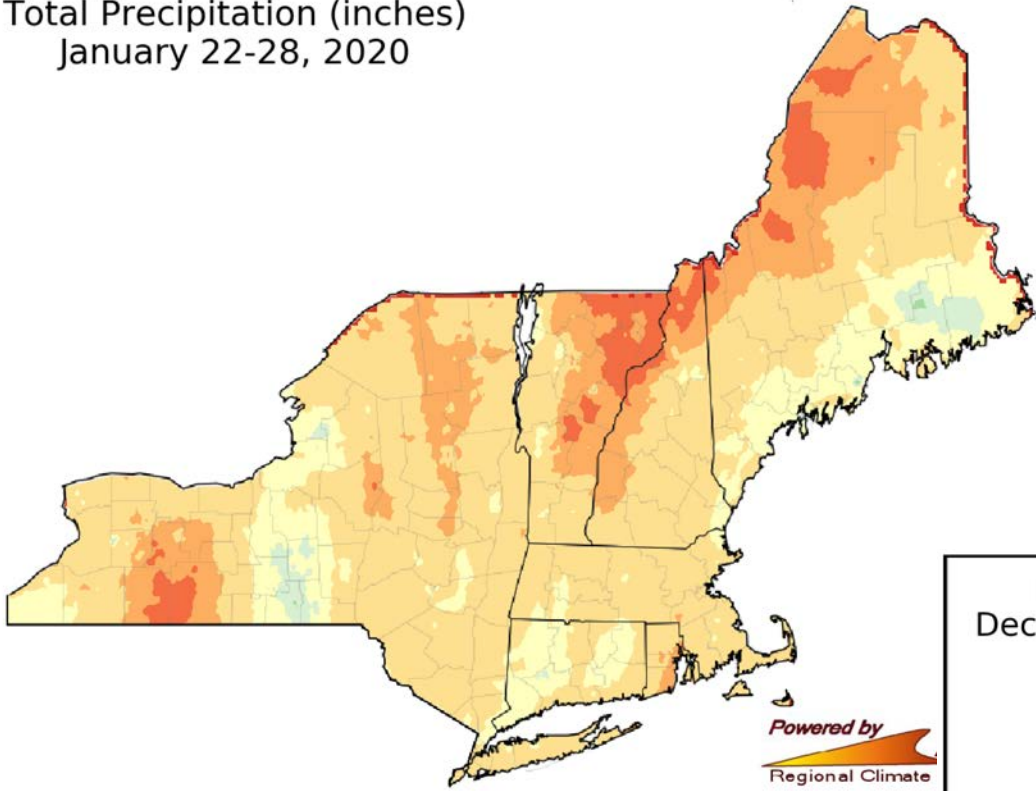 Total Precipitation (inches)
January 22-28, 2020
Dec
Powered by
Regional Climate